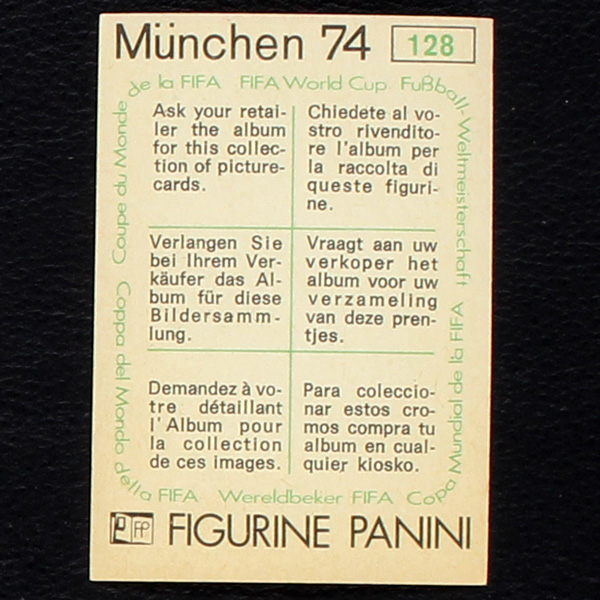 München 74 128
de la FIFA FIFA World Cup Fußball-Weltmeisterschaft
Ask your retai-
ler the album
for this collec-
tion of picture-
cards.
Chiedete al vo-
stro rivendito-
re l'album per
la raccolta di
queste figuri-
ne.
Verlangen Sie
bei Ihrem Ver-
käufer das Al-
bum für diese
Bildersamm-
lung.
Vraagt aan uw
verkoper het
album voor uw
verzameling
van deze pren-
tjes.
Demandez à vo-
tre détaillant
l'Album pour
la collection
de ces images.
Para coleccio-
nar estos cro-
mos compra tu
album en cual-
quier kiosko.
Copa Mundial de la FIFA
Wereldbeker FIFA
Coppa del Mondo della FIFA
Coupe du Monde
FP FIGURINE PANINI